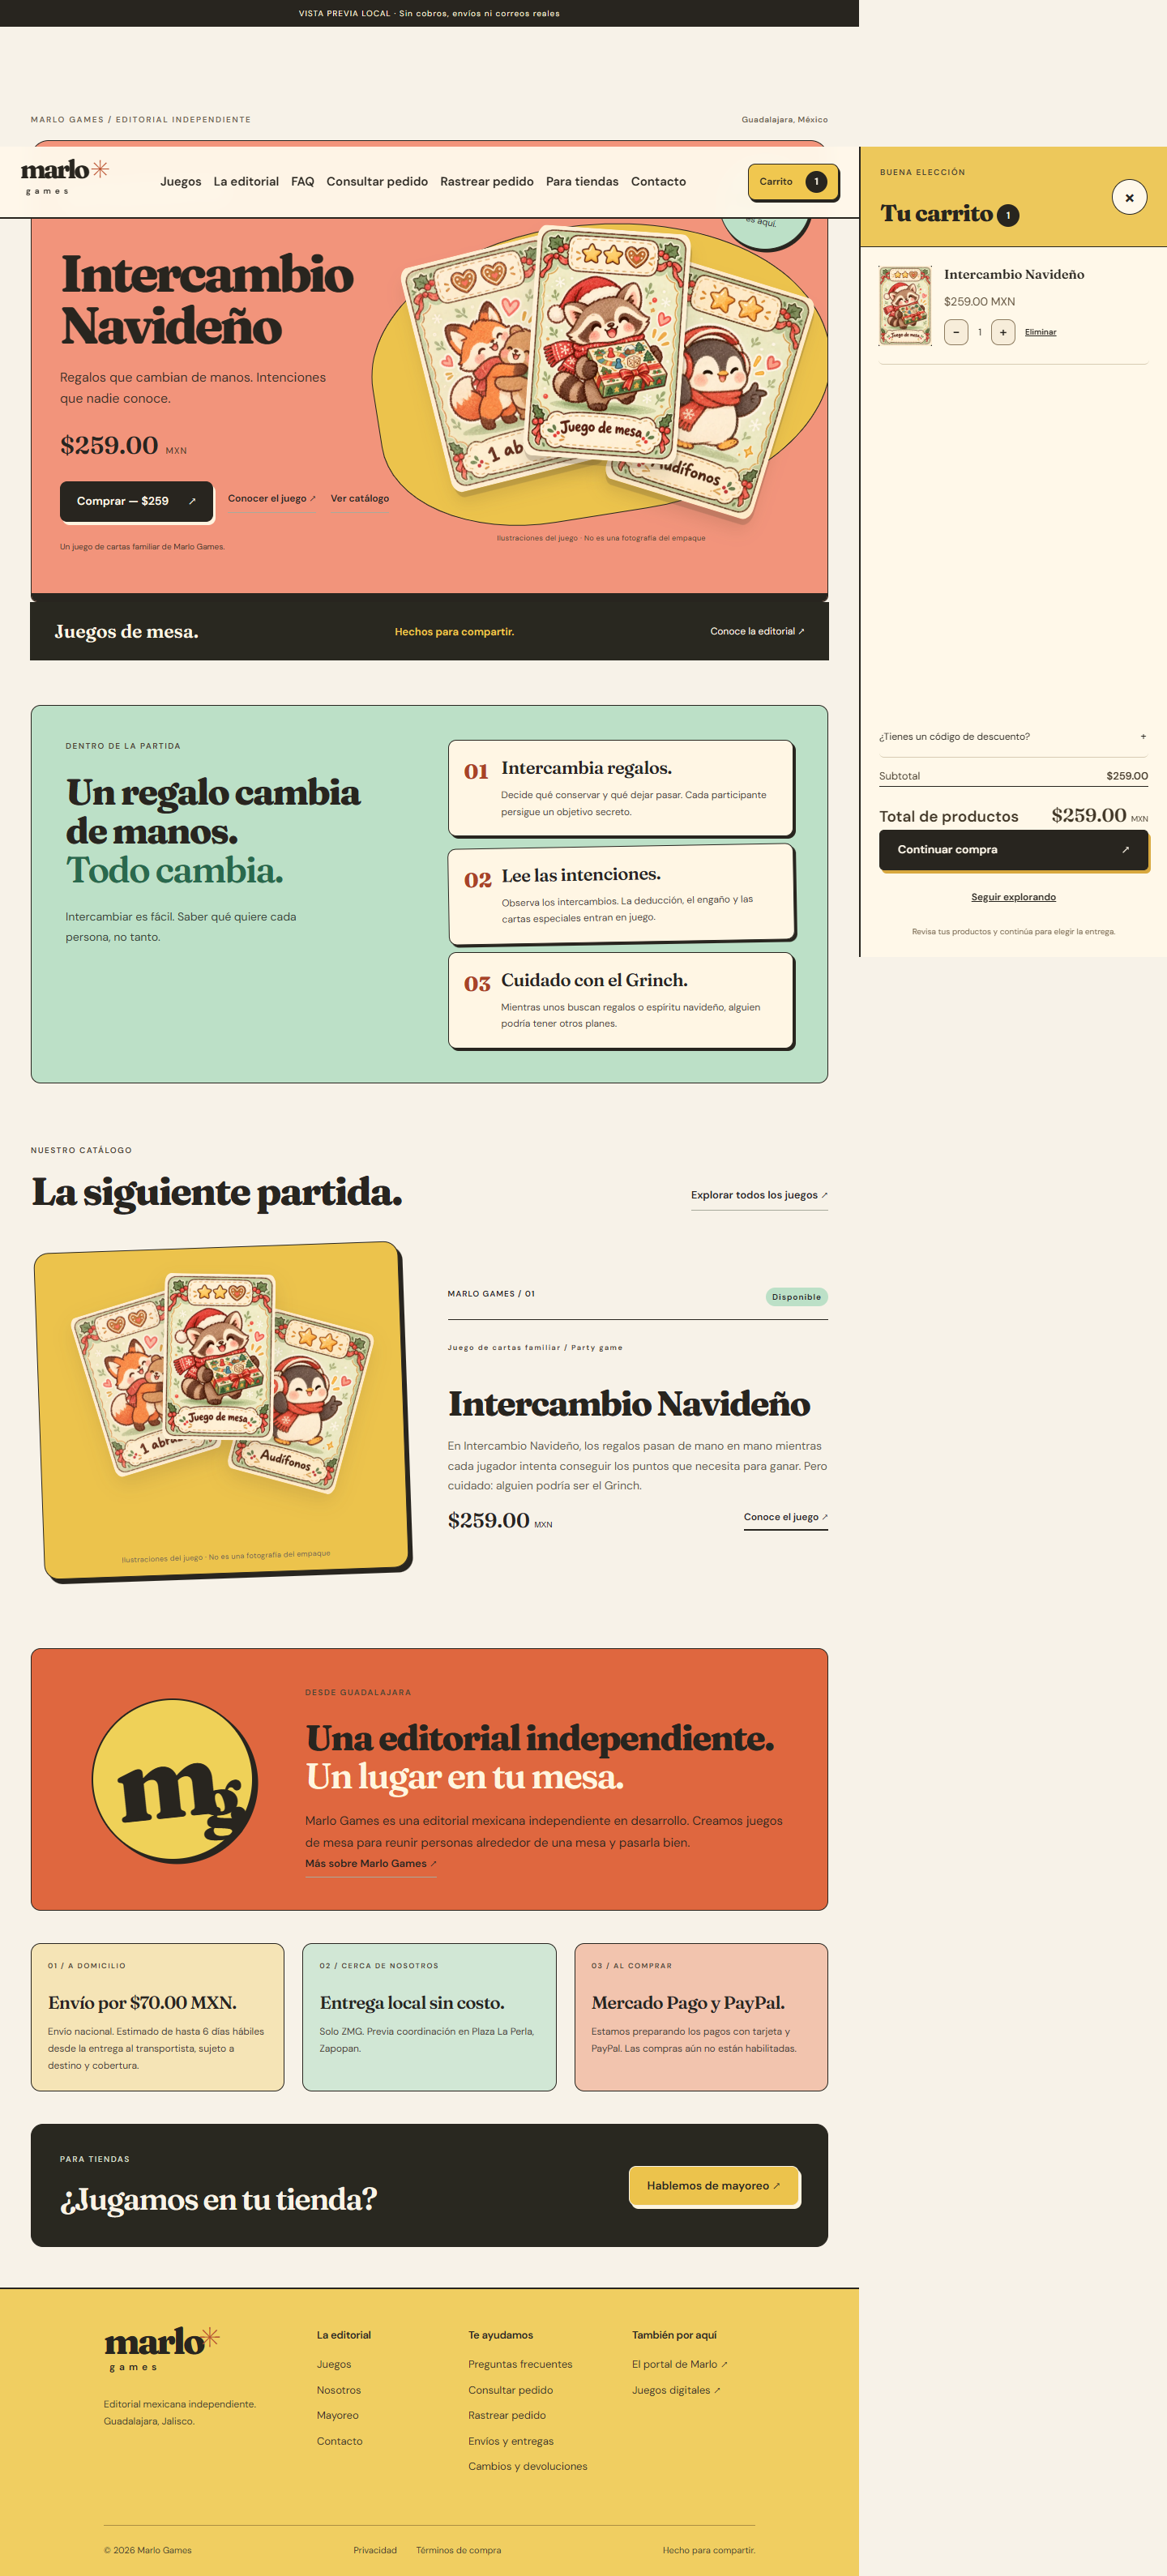 VISTA PREVIA LOCAL · Sin cobros, envíos ni correos reales
MARLO GAMES / EDITORIAL INDEPENDIENTE
Guadalajara, México
marlo
games
Juegos
La editorial
FAQ
Consultar pedido
Rastrear pedido
Para tiendas
Contacto
Carrito 1
es aquí.
Intercambio
Navideño
Regalos que cambian de manos. Intenciones
que nadie conoce.
$259.00 MXN
Comprar — $259 ↗
Conocer el juego ↗
Ver catálogo
Un juego de cartas familiar de Marlo Games.
1 ab
Juego de mesa
udífonos
Ilustraciones del juego · No es una fotografía del empaque
Juegos de mesa.
Hechos para compartir.
Conoce la editorial ↗
DENTRO DE LA PARTIDA
Un regalo cambia
de manos.
Todo cambia.
Intercambiar es fácil. Saber qué quiere cada
persona, no tanto.
01 Intercambia regalos.
Decide qué conservar y qué dejar pasar. Cada participante
persigue un objetivo secreto.
02 Lee las intenciones.
Observa los intercambios. La deducción, el engaño y las
cartas especiales entran en juego.
03 Cuidado con el Grinch.
Mientras unos buscan regalos o espíritu navideño, alguien
podría tener otros planes.
NUESTRO CATÁLOGO
La siguiente partida.
Explorar todos los juegos ↗
1 abra
Juego de mesa
Audífonos
Ilustraciones del juego · No es una fotografía del empaque
MARLO GAMES / 01
Disponible
Juego de cartas familiar / Party game
Intercambio Navideño
En Intercambio Navideño, los regalos pasan de mano en mano mientras
cada jugador intenta conseguir los puntos que necesita para ganar. Pero
cuidado: alguien podría ser el Grinch.
$259.00 MXN
Conoce el juego ↗
mg
DESDE GUADALAJARA
Una editorial independiente.
Un lugar en tu mesa.
Marlo Games es una editorial mexicana independiente en desarrollo. Creamos juegos
de mesa para reunir personas alrededor de una mesa y pasarla bien.
Más sobre Marlo Games ↗
01 / A DOMICILIO
Envío por $70.00 MXN.
Envío nacional. Estimado de hasta 6 días hábiles
desde la entrega al transportista, sujeto a
destino y cobertura.
02 / CERCA DE NOSOTROS
Entrega local sin costo.
Solo ZMG. Previa coordinación en Plaza La Perla,
Zapopan.
03 / AL COMPRAR
Mercado Pago y PayPal.
Estamos preparando los pagos con tarjeta y
PayPal. Las compras aún no están habilitadas.
PARA TIENDAS
¿Jugamos en tu tienda?
Hablemos de mayoreo ↗
marlo
games
Editorial mexicana independiente.
Guadalajara, Jalisco.
La editorial
Juegos
Nosotros
Mayoreo
Contacto
Te ayudamos
Preguntas frecuentes
Consultar pedido
Rastrear pedido
Envíos y entregas
Cambios y devoluciones
También por aquí
El portal de Marlo ↗
Juegos digitales ↗
© 2026 Marlo Games
Privacidad
Términos de compra
Hecho para compartir.
BUENA ELECCIÓN
Tu carrito 1
×
Juego de mesa
Intercambio Navideño
$259.00 MXN
− 1 + Eliminar
¿Tienes un código de descuento? +
Subtotal $259.00
Total de productos $259.00 MXN
Continuar compra ↗
Seguir explorando
Revisa tus productos y continúa para elegir la entrega.